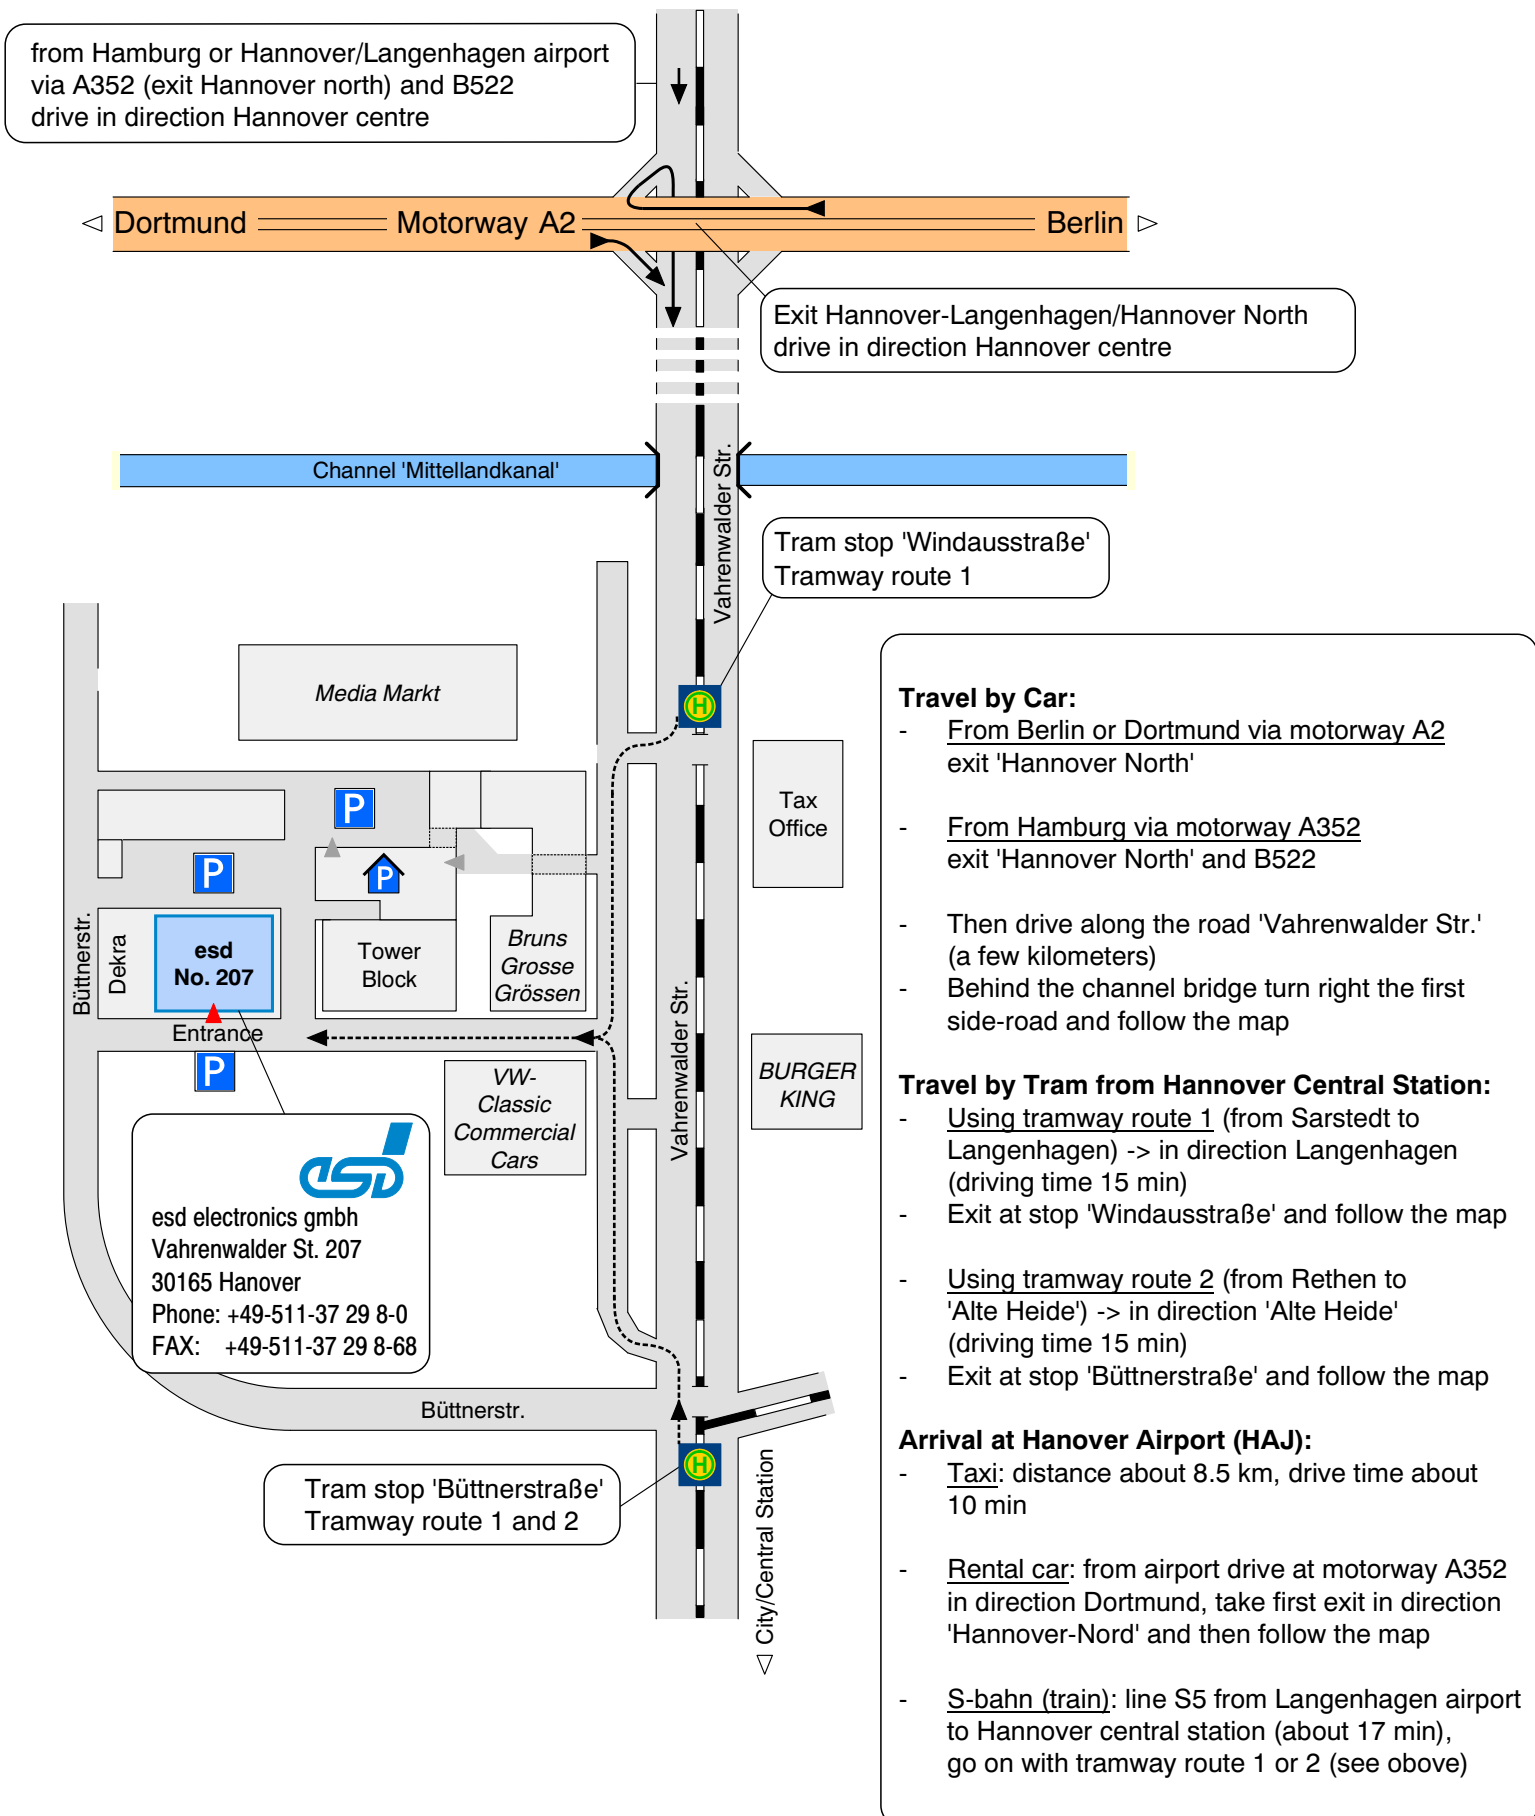 from Hamburg or Hannover/Langenhagen airport
via A352 (exit Hannover north) and B522
drive in direction Hannover centre
Dortmund
Motorway A2
Berlin
Exit Hannover-Langenhagen/Hannover North
drive in direction Hannover centre
Channel 'Mittellandkanal'
Vahrenwalder Str.
Tram stop 'Windausstraße'
Tramway route 1
Media Markt
H
Tax
Office
P
P
P
Büttnerstr.
Dekra
esd
No. 207
Tower
Block
Bruns
Grosse
Grössen
Vahrenwalder Str.
Entrance
P
VW-
Classic
Commercial
Cars
BURGER
KING
esd
esd electronics gmbh
Vahrenwalder St. 207
30165 Hanover
Phone: +49-511-37 29 8-0
FAX: +49-511-37 29 8-68
Büttnerstr.
H
Tram stop 'Büttnerstraße'
Tramway route 1 and 2
City/Central Station
Travel by Car:
- From Berlin or Dortmund via motorway A2
exit 'Hannover North'
- From Hamburg via motorway A352
exit 'Hannover North' and B522
- Then drive along the road 'Vahrenwalder Str.'
(a few kilometers)
- Behind the channel bridge turn right the first
side-road and follow the map
Travel by Tram from Hannover Central Station:
- Using tramway route 1 (from Sarstedt to
Langenhagen) -> in direction Langenhagen
(driving time 15 min)
- Exit at stop 'Windausstraße' and follow the map
- Using tramway route 2 (from Rethen to
'Alte Heide') -> in direction 'Alte Heide'
(driving time 15 min)
- Exit at stop 'Büttnerstraße' and follow the map
Arrival at Hanover Airport (HAJ):
- Taxi: distance about 8.5 km, drive time about
10 min
- Rental car: from airport drive at motorway A352
in direction Dortmund, take first exit in direction
'Hannover-Nord' and then follow the map
- S-bahn (train): line S5 from Langenhagen airport
to Hannover central station (about 17 min),
go on with tramway route 1 or 2 (see obove)